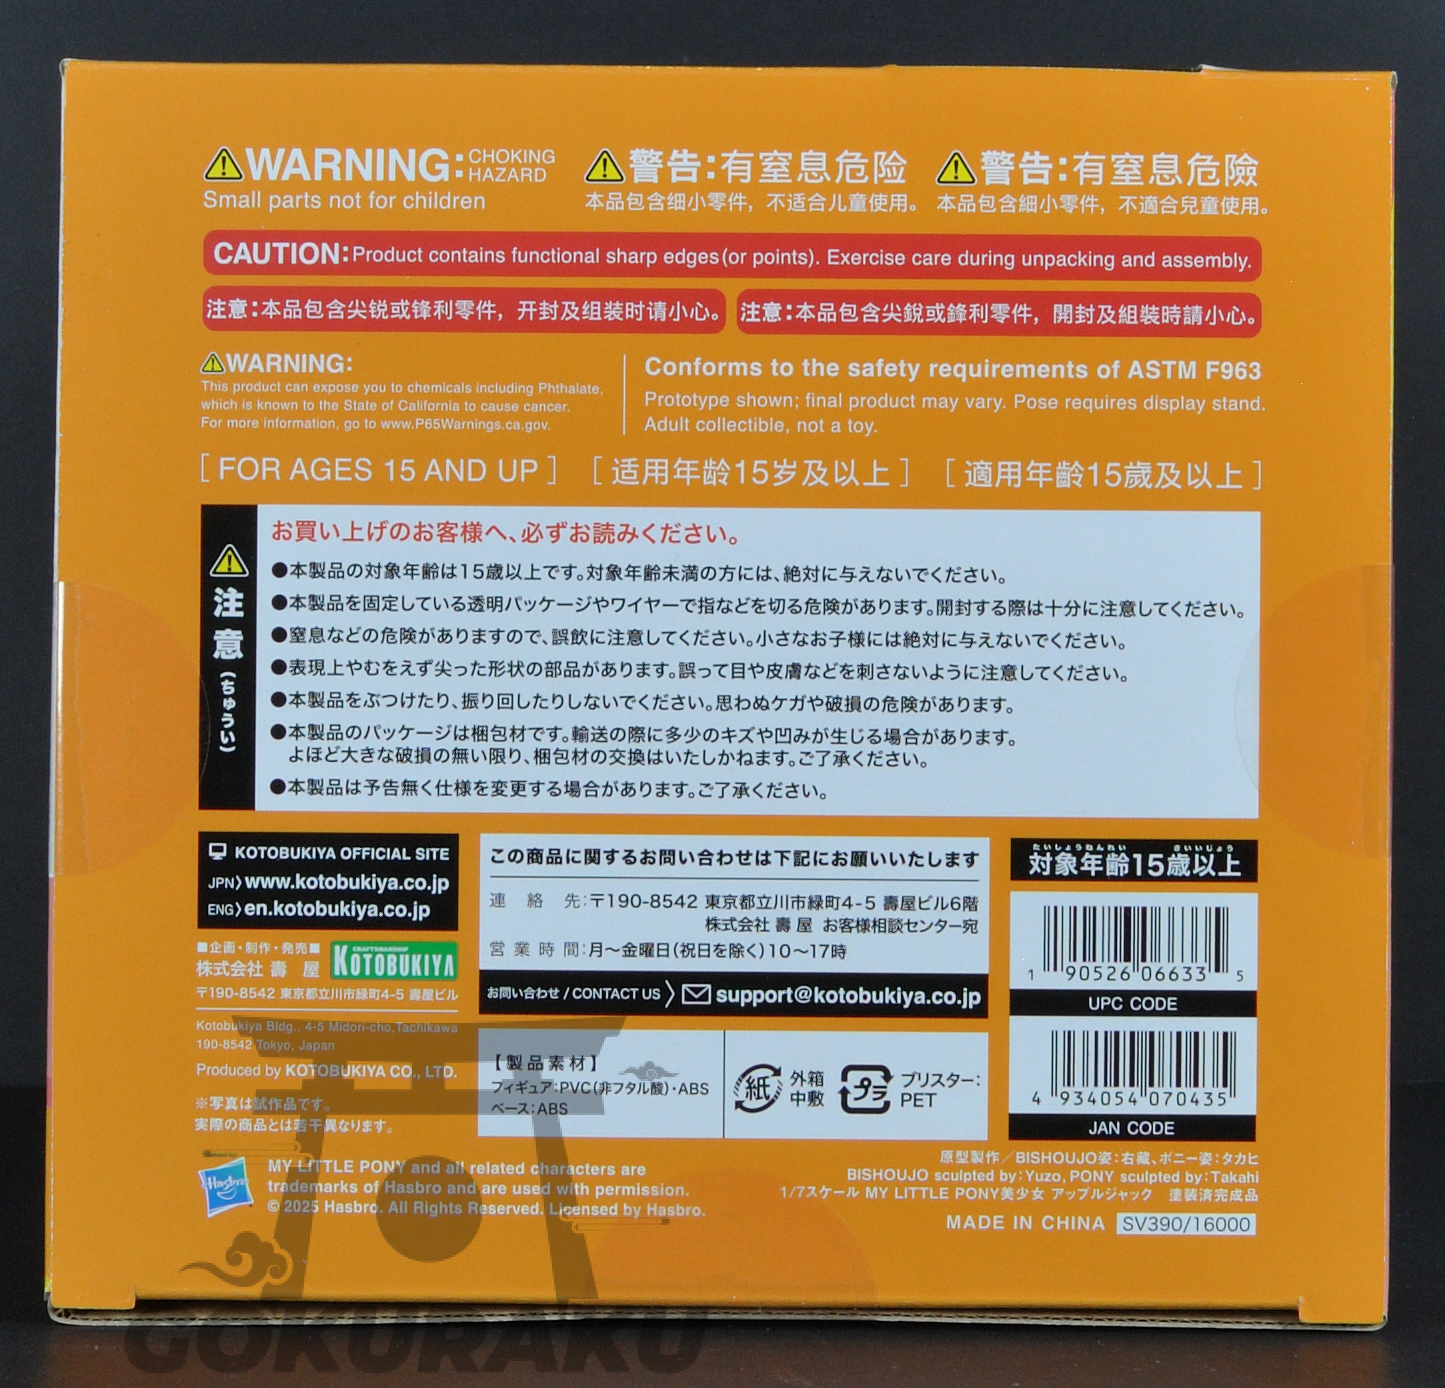 WARNING: CHOKING HAZARD
Small parts not for children
警告:有窒息危险
本品包含细小零件，不适合儿童使用。
警告:有窒息危險
本品包含細小零件，不適合兒童使用。
CAUTION:Product contains functional sharp edges(or points). Exercise care during unpacking and assembly.
注意:本品包含尖锐或锋利零件，开封及组装时请小心。
注意:本品包含尖銳或鋒利零件，開封及組裝時請小心。
WARNING:
This product can expose you to chemicals including Phthalate,
which is known to the State of California to cause cancer.
For more information, go to www.P65Warnings.ca.gov.
Conforms to the safety requirements of ASTM F963
Prototype shown; final product may vary. Pose requires display stand.
Adult collectible, not a toy.
[ FOR AGES 15 AND UP ]
[ 适用年龄15岁及以上 ]
[ 適用年齡15歲及以上 ]
注意(ちゅうい)
お買い上げのお客様へ、必ずお読みください。
●本製品の対象年齢は15歳以上です。対象年齢未満の方には、絶対に与えないでください。
●本製品を固定している透明パッケージやワイヤーで指などを切る危険があります。開封する際は十分に注意してください。
●窒息などの危険がありますので、誤飲に注意してください。小さなお子様には絶対に与えないでください。
●表現上やむをえず尖った形状の部品があります。誤って目や皮膚などを刺さないように注意してください。
●本製品をぶつけたり、振り回したりしないでください。思わぬケガや破損の危険があります。
●本製品のパッケージは梱包材です。輸送の際に多少のキズや凹みが生じる場合があります。
よほど大きな破損の無い限り、梱包材の交換はいたしかねます。ご了承ください。
●本製品は予告無く仕様を変更する場合があります。ご了承ください。
KOTOBUKIYA OFFICIAL SITE
JPN〉www.kotobukiya.co.jp
ENG〉en.kotobukiya.co.jp
■企画・制作・発売■
株式会社 壽 屋
CRAFTSMANSHIP
KOTOBUKIYA
〒190-8542 東京都立川市緑町4-5 壽屋ビル
Kotobukiya Bldg., 4-5 Midori-cho,Tachikawa
190-8542 Tokyo, Japan
Produced by KOTOBUKIYA CO., LTD.
※写真は試作品です。
実際の商品とは若干異なります。
この商品に関するお問い合わせは下記にお願いいたします
連絡先:〒190-8542 東京都立川市緑町4-5 壽屋ビル6階
株式会社 壽屋 お客様相談センター宛
営業時間:月〜金曜日(祝日を除く)10〜17時
お問い合わせ / CONTACT US 〉support@kotobukiya.co.jp
【製品素材】
フィギュア:PVC(非フタル酸)・ABS
ベース:ABS
紙
外箱
中敷
プラ
ブリスター:
PET
たいしょうねんれい さいいじょう
対象年齢15歳以上
1 90526 06633 5
UPC CODE
4 934054 070435
JAN CODE
Hasbro
MY LITTLE PONY and all related characters are
trademarks of Hasbro and are used with permission.
© 2025 Hasbro. All Rights Reserved. Licensed by Hasbro.
原型製作／BISHOUJO姿:右藏、ポニー姿:タカヒ
BISHOUJO sculpted by:Yuzo, PONY sculpted by:Takahi
1/7スケール MY LITTLE PONY美少女 アップルジャック 塗装済完成品
MADE IN CHINA SV390/16000
GOKURAKU